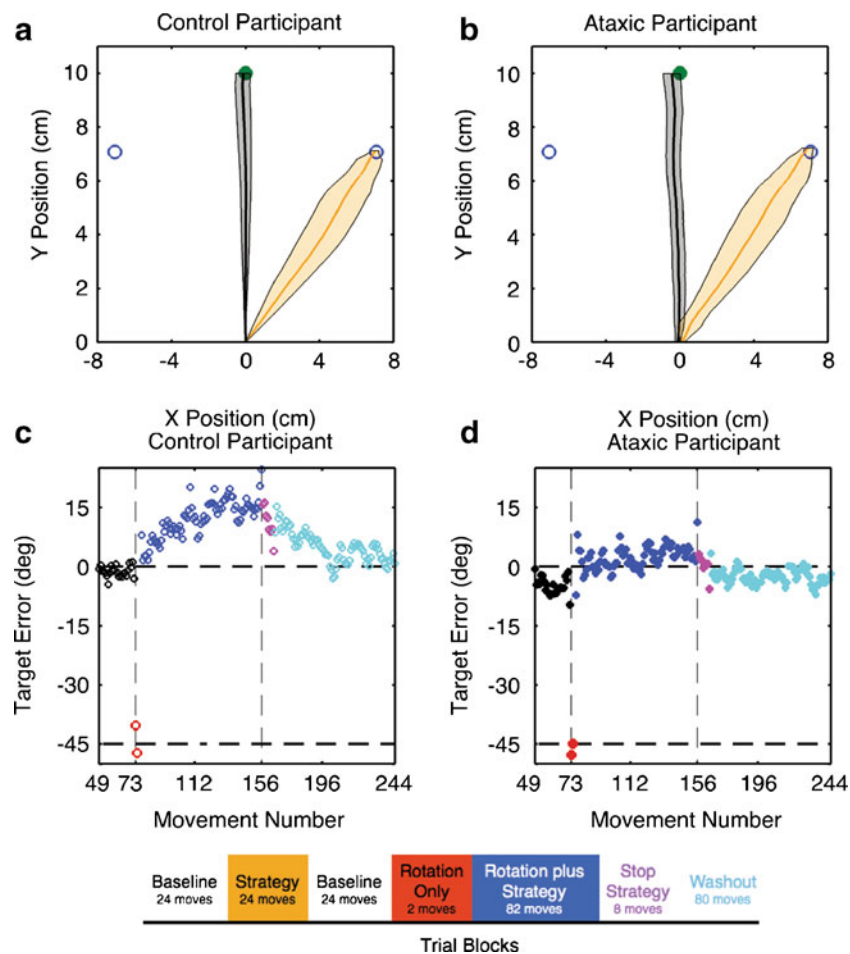 a
Control Participant
b
Ataxic Participant
Y Position (cm)
10
8
6
4
2
0
-8
-4
0
4
8
Y Position (cm)
10
8
6
4
2
0
-8
-4
0
4
8
c
X Position (cm)
Control Participant
d
X Position (cm)
Ataxic Participant
Target Error (deg)
15
0
-15
-30
-45
49
73
112
156
196
244
Movement Number
Target Error (deg)
15
0
-15
-30
-45
49
73
112
156
196
244
Movement Number
Baseline
24 moves
Strategy
24 moves
Baseline
24 moves
Rotation
Only
2 moves
Rotation plus
Strategy
82 moves
Stop
Strategy
8 moves
Washout
80 moves
Trial Blocks